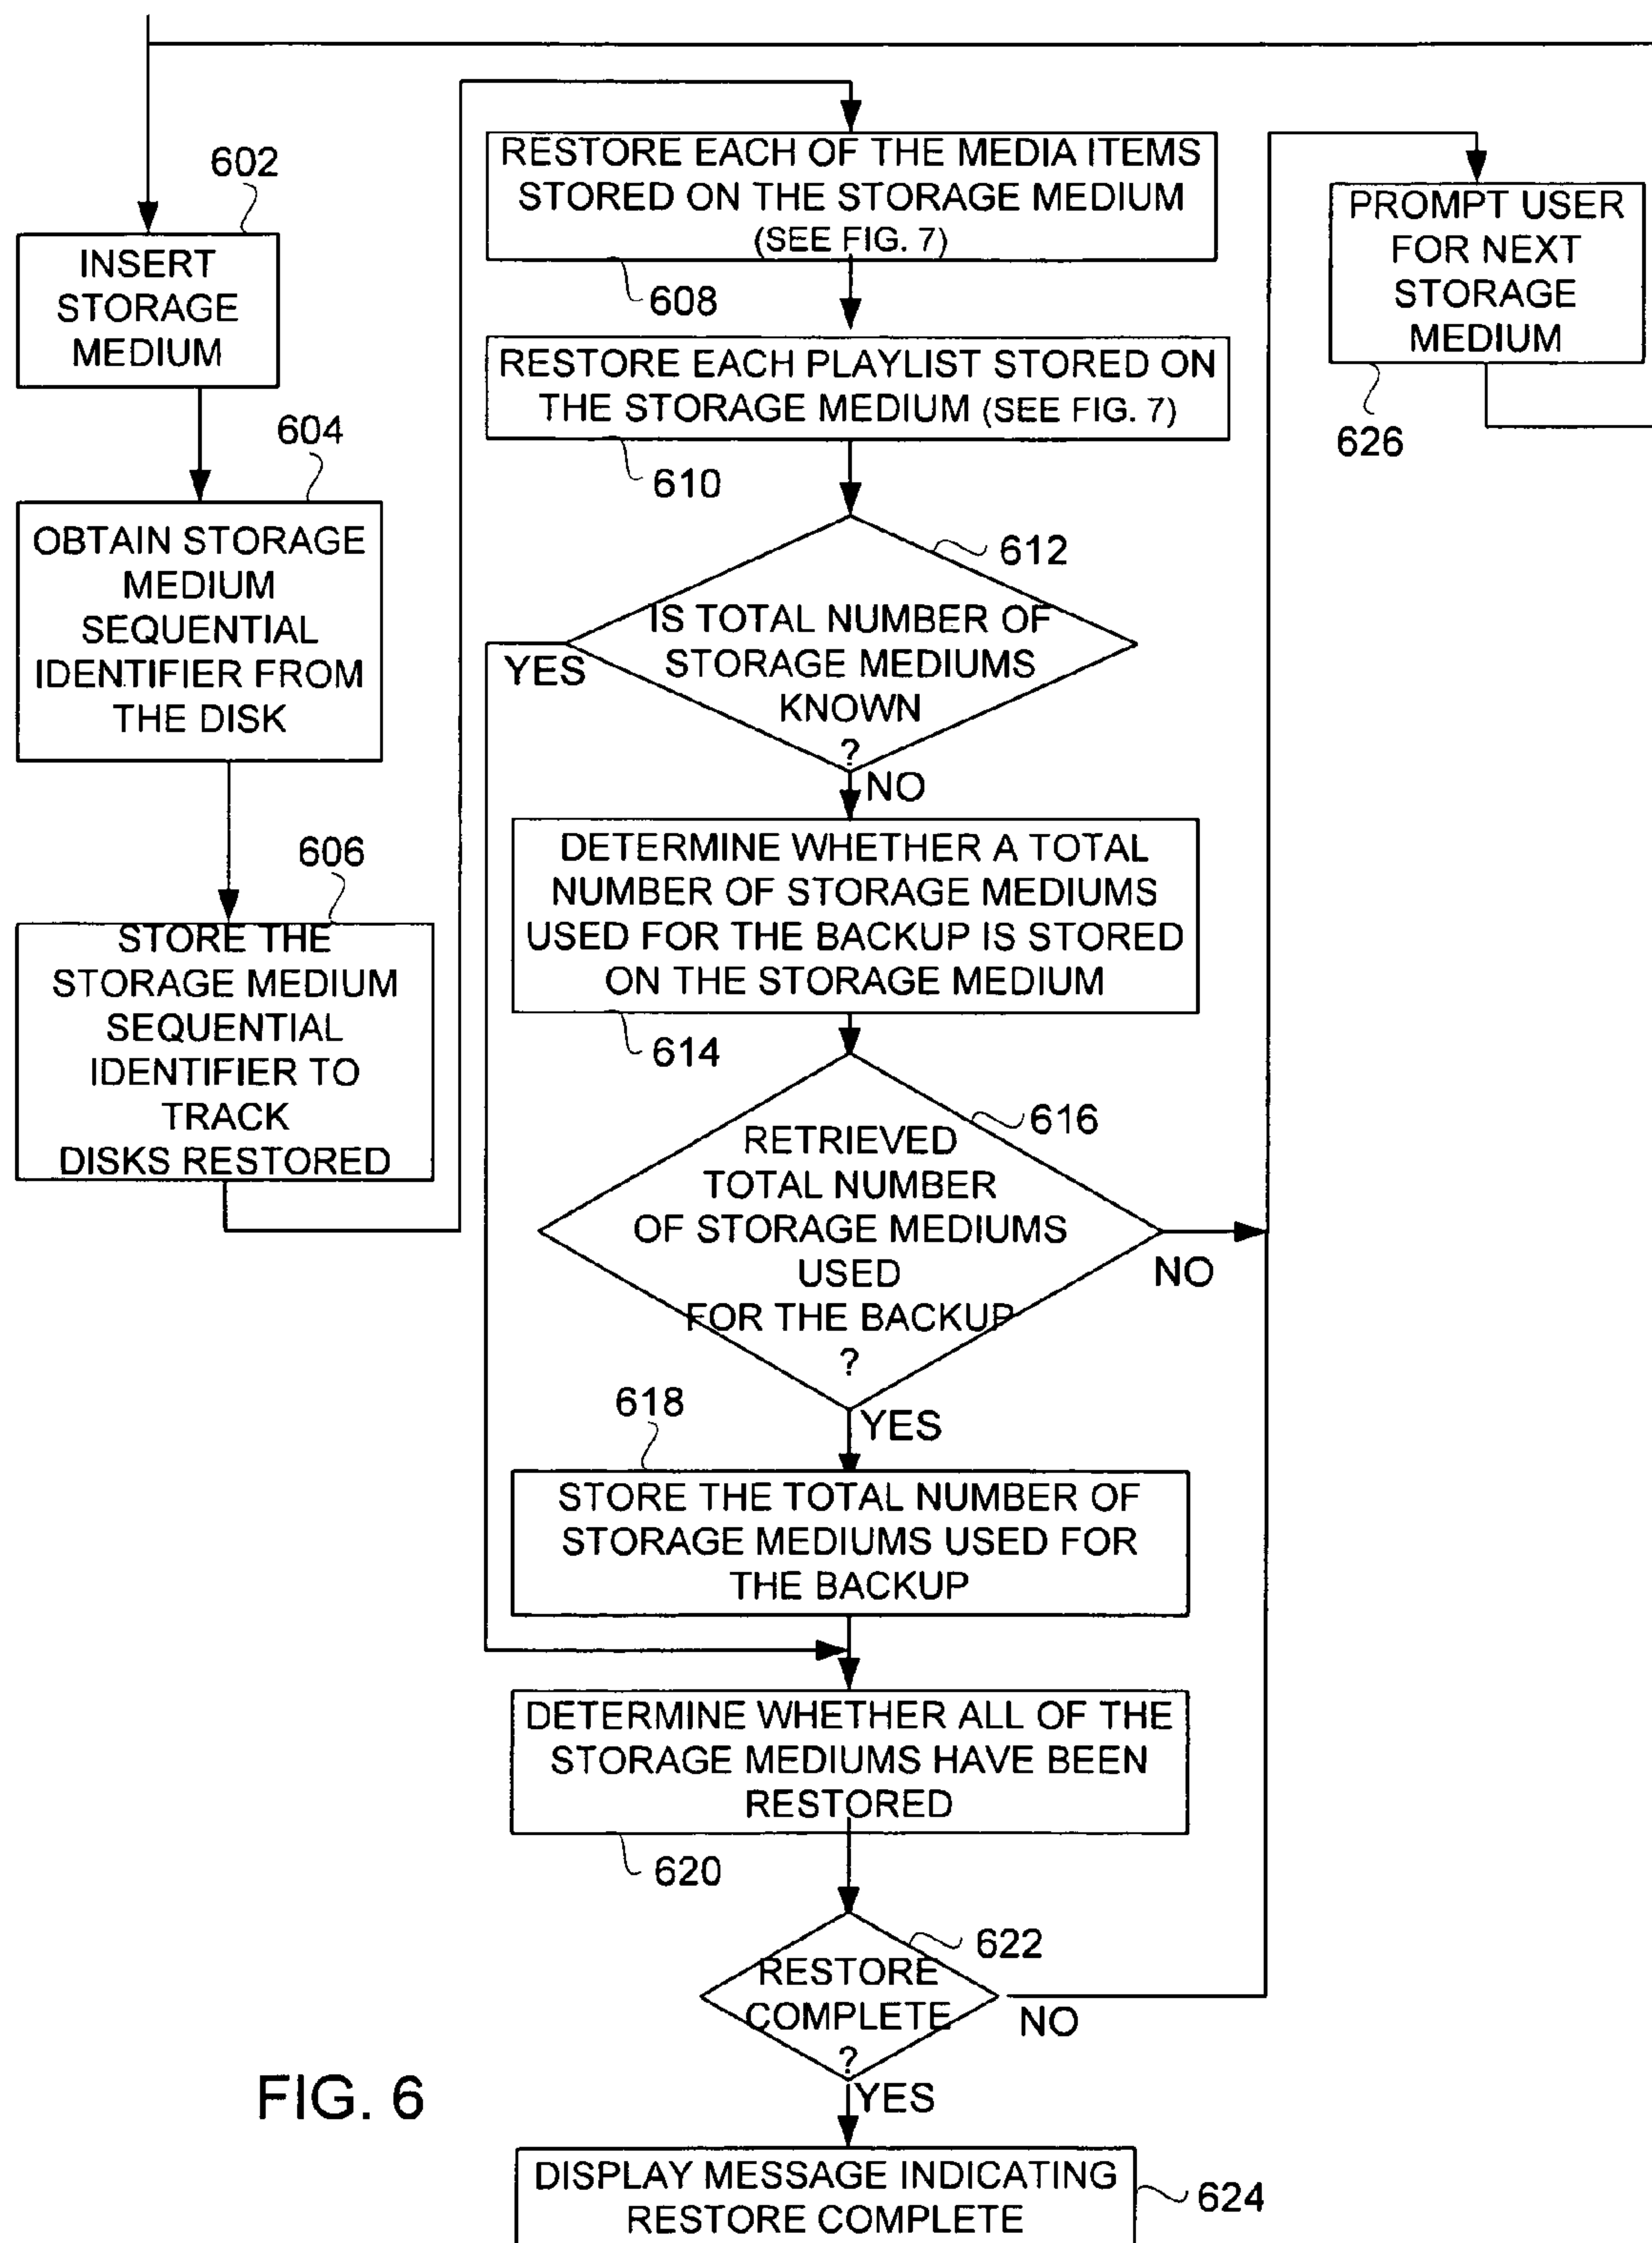 602
INSERT
STORAGE
MEDIUM
604
OBTAIN STORAGE
MEDIUM
SEQUENTIAL
IDENTIFIER FROM
THE DISK
606
STORE THE
STORAGE MEDIUM
SEQUENTIAL
IDENTIFIER TO
TRACK
DISKS RESTORED
RESTORE EACH OF THE MEDIA ITEMS
STORED ON THE STORAGE MEDIUM
(SEE FIG. 7)
608
RESTORE EACH PLAYLIST STORED ON
THE STORAGE MEDIUM (SEE FIG. 7)
610
612
IS TOTAL NUMBER OF
STORAGE MEDIUMS
KNOWN
?
YES
NO
DETERMINE WHETHER A TOTAL
NUMBER OF STORAGE MEDIUMS
USED FOR THE BACKUP IS STORED
ON THE STORAGE MEDIUM
614
616
RETRIEVED
TOTAL NUMBER
OF STORAGE MEDIUMS
USED
FOR THE BACKUP
?
NO
YES
618
STORE THE TOTAL NUMBER OF
STORAGE MEDIUMS USED FOR
THE BACKUP
DETERMINE WHETHER ALL OF THE
STORAGE MEDIUMS HAVE BEEN
RESTORED
620
622
RESTORE
COMPLETE
?
NO
YES
DISPLAY MESSAGE INDICATING
RESTORE COMPLETE
624
PROMPT USER
FOR NEXT
STORAGE
MEDIUM
626
FIG. 6